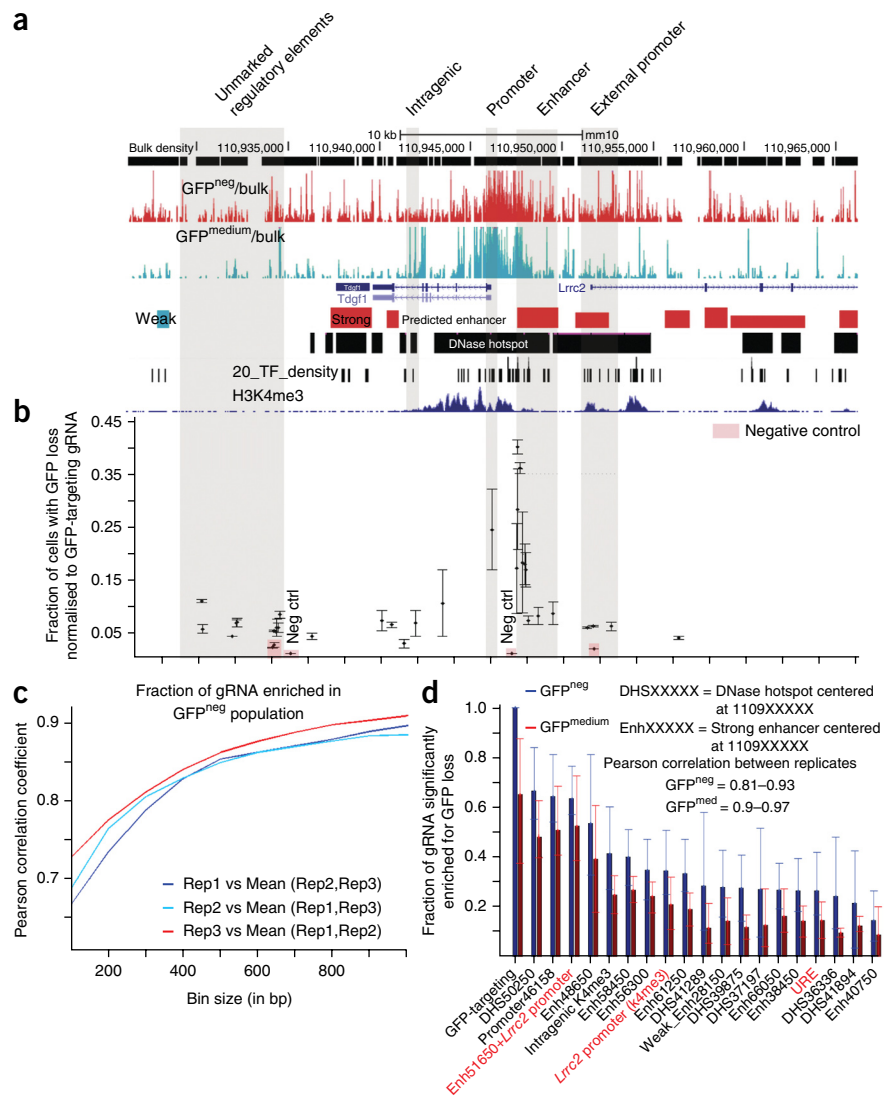 a
Unmarked
regulatory elements
Intragenic
Promoter
Enhancer
External promoter
10 kb
mm10
Bulk density
110,935,000
110,940,000
110,945,000
110,950,000
110,955,000
110,960,000
110,965,000
GFPneg/bulk
GFPmedium/bulk
Tdgf1
Tdgf1
Lrrc2
Weak
Strong
Predicted enhancer
DNase hotspot
20_TF_density
H3K4me3
b
Fraction of cells with GFP loss
normalised to GFP-targeting gRNA
0.45
0.35
0.25
0.15
0.05
Negative control
Neg ctrl
Neg ctrl
c
Fraction of gRNA enriched in
GFPneg population
Pearson correlation coefficient
0.9
0.8
0.7
Rep1 vs Mean (Rep2,Rep3)
Rep2 vs Mean (Rep1,Rep3)
Rep3 vs Mean (Rep1,Rep2)
200
400
600
800
Bin size (in bp)
d
GFPneg
GFPmedium
DHSXXXXX = DNase hotspot centered
at 1109XXXXX
EnhXXXXX = Strong enhancer centered
at 1109XXXXX
Pearson correlation between replicates
GFPneg = 0.81–0.93
GFPmed = 0.9–0.97
Fraction of gRNA significantly
enriched for GFP loss
1.0
0.8
0.6
0.4
0.2
GFP-targeting
DHS50250
Promoter46158
Enh51650+Lrrc2 promoter
Enh48650
Intragenic K4me3
Enh58450
Enh56300
Lrrc2 promoter (k4me3)
Enh61250
DHS41289
Weak_Enh28150
DHS39875
DHS37197
Enh66050
Enh38450
URE
DHS36336
DHS41894
Enh40750